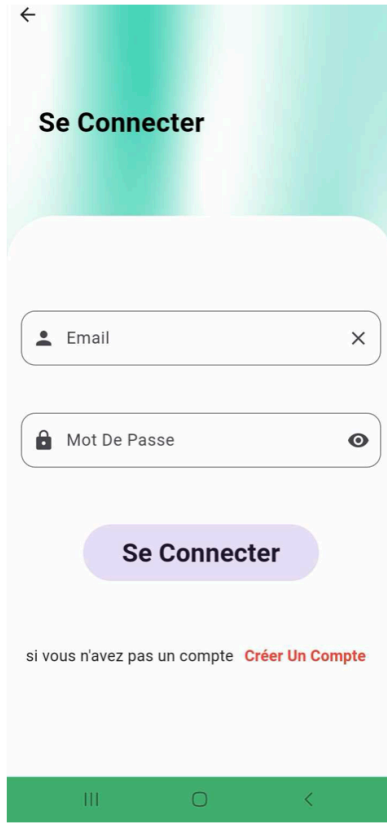 Se Connecter
Email
Mot De Passe
Se Connecter
si vous n'avez pas un compte Créer Un Compte